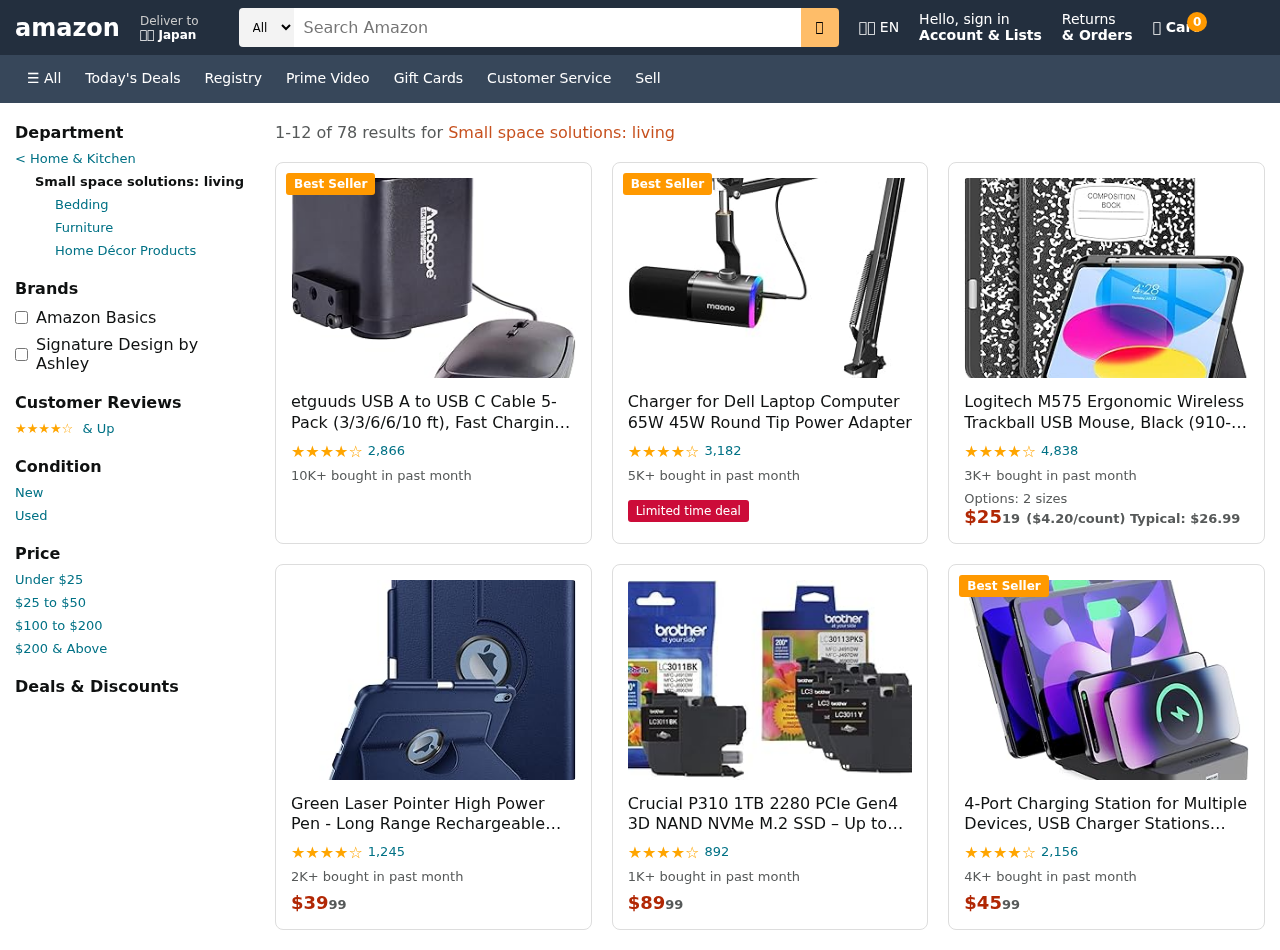 amazon
Deliver to
Japan
All
Search Amazon
EN
Hello, sign in
Account & Lists
Returns
& Orders
0
☰ All
Today's Deals
Registry
Prime Video
Gift Cards
Customer Service
Sell
Department
< Home & Kitchen
Small space solutions: living
Bedding
Furniture
Home Décor Products
Brands
Amazon Basics
Signature Design by
Ashley
Customer Reviews
★★★★☆ & Up
Condition
New
Used
Price
Under $25
$25 to $50
$100 to $200
$200 & Above
Deals & Discounts
1-12 of 78 results for Small space solutions: living
Best Seller
AmScope
etguuds USB A to USB C Cable 5-
Pack (3/3/6/6/10 ft), Fast Chargin…
★★★★☆ 2,866
10K+ bought in past month
Best Seller
maono
Charger for Dell Laptop Computer
65W 45W Round Tip Power Adapter
★★★★☆ 3,182
5K+ bought in past month
Limited time deal
COMPOSITION
BOOK
4:28
Logitech M575 Ergonomic Wireless
Trackball USB Mouse, Black (910-…
★★★★☆ 4,838
3K+ bought in past month
Options: 2 sizes
$25 19 ($4.20/count) Typical: $26.99
Green Laser Pointer High Power
Pen - Long Range Rechargeable…
★★★★☆ 1,245
2K+ bought in past month
$39 99
brother
at your side
LC3011BK
brother
LC3011BK
brother
at your side
LC30113PKS
LC3011Y
Crucial P310 1TB 2280 PCIe Gen4
3D NAND NVMe M.2 SSD – Up to…
★★★★☆ 892
1K+ bought in past month
$89 99
Best Seller
4-Port Charging Station for Multiple
Devices, USB Charger Stations…
★★★★☆ 2,156
4K+ bought in past month
$45 99